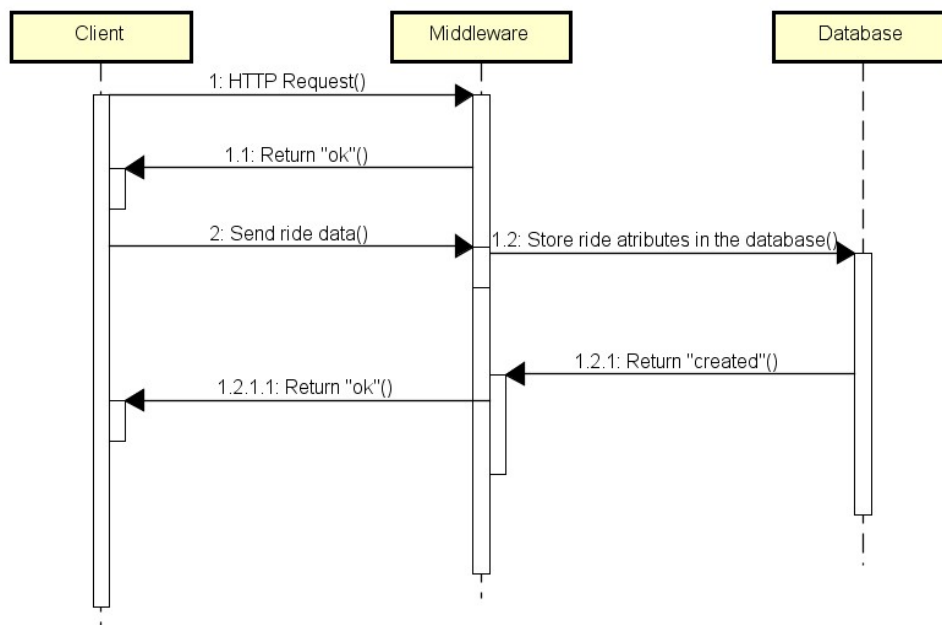 Client
Middleware
Database
1: HTTP Request()
1.1: Return "ok"()
2: Send ride data()
1.2: Store ride atributes in the database()
1.2.1: Return "created"()
1.2.1.1: Return "ok"()